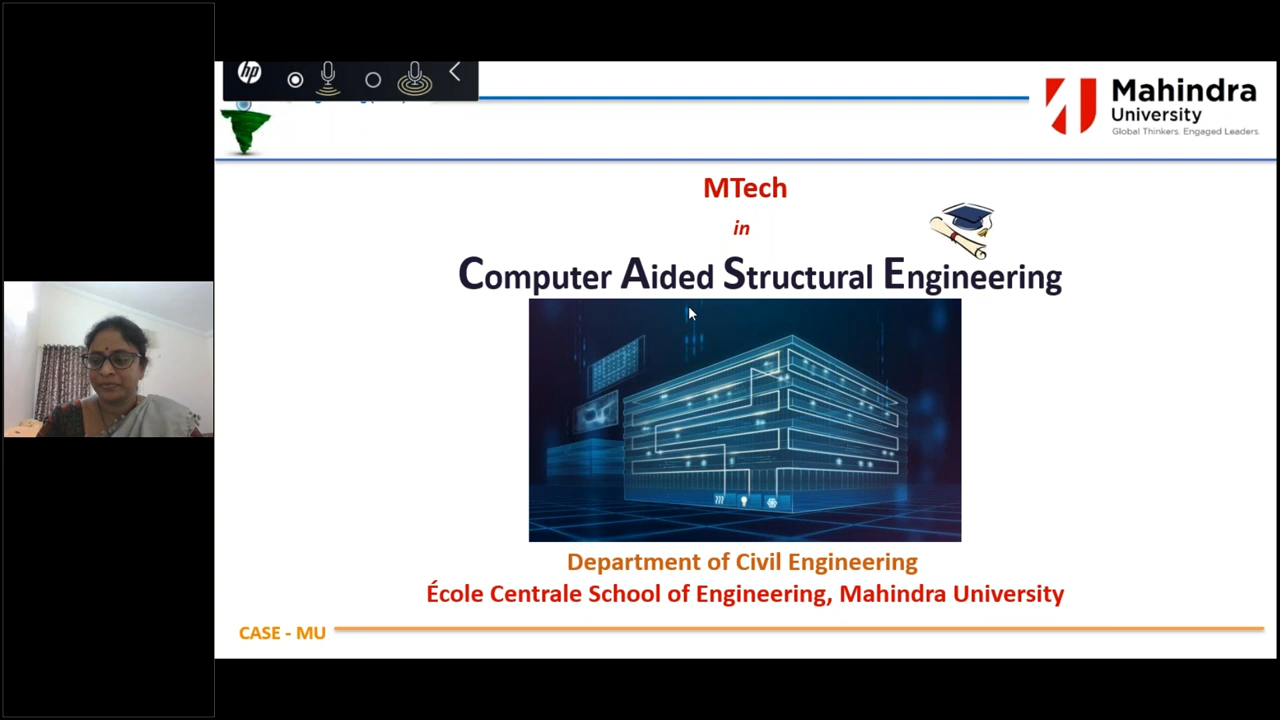 hp
Mahindra
University
Global Thinkers. Engaged Leaders.
MTech
in
Computer Aided Structural Engineering
Department of Civil Engineering
École Centrale School of Engineering, Mahindra University
CASE - MU